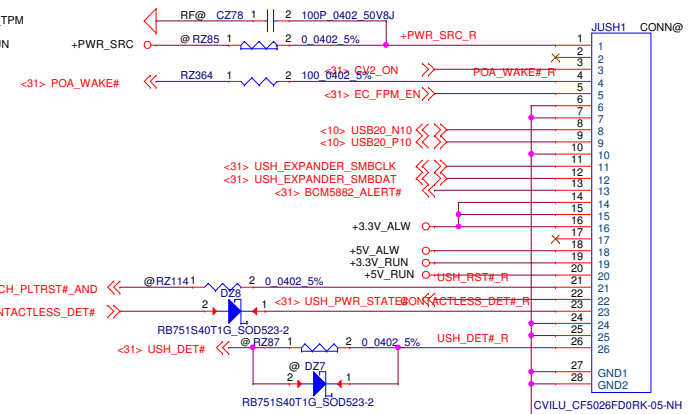 _TPM
RF@ CZ78 1 2 100P_0402_50V8J
JUSH1 CONN@
UN +PWR_SRC @ RZ85 1 2 0_0402_5% +PWR_SRC_R 1 1
2 2
<31> CV2_ON 3 3
<31> POA_WAKE# RZ364 1 2 100_0402_5% POA_WAKE#_R 4 4
<31> EC_FPM_EN 5 5
6 6
7 7
<10> USB20_N10 8 8
<10> USB20_P10 9 9
10 10
<31> USH_EXPANDER_SMBCLK 11 11
<31> USH_EXPANDER_SMBDAT 12 12
<31> BCM5882_ALERT# 13 13
14 14
15 15
+3.3V_ALW 16 16
17 17
+5V_ALW 18 18
+3.3V_RUN 19 19
+5V_RUN 20 20
CH_PLTRST#_AND @ RZ114 1 2 0_0402_5% USH_RST#_R 21 21
<31> USH_PWR_STATE# 22 22
NTACTLESS_DET# 2 DZ8 1 CONTACTLESS_DET#_R 23 23
RB751S40T1G_SOD523-2
24 24
25 25
<31> USH_DET# @ RZ87 1 2 0_0402_5% USH_DET#_R 26 26
@ DZ7
2 1
27 GND1
28 GND2
RB751S40T1G_SOD523-2
CVILU_CF5026FD0RK-05-NH